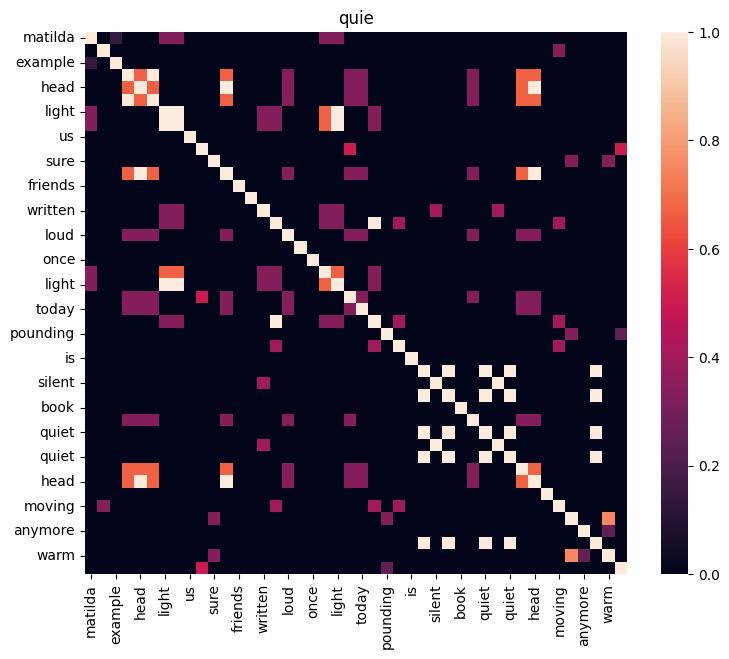 quie
matilda
example
head
light
us
sure
friends
written
loud
once
light
today
pounding
is
silent
book
quiet
quiet
head
moving
anymore
warm
1.0
0.8
0.6
0.4
0.2
0.0
matilda
example
head
light
us
sure
friends
written
loud
once
light
today
pounding
is
silent
book
quiet
quiet
head
moving
anymore
warm